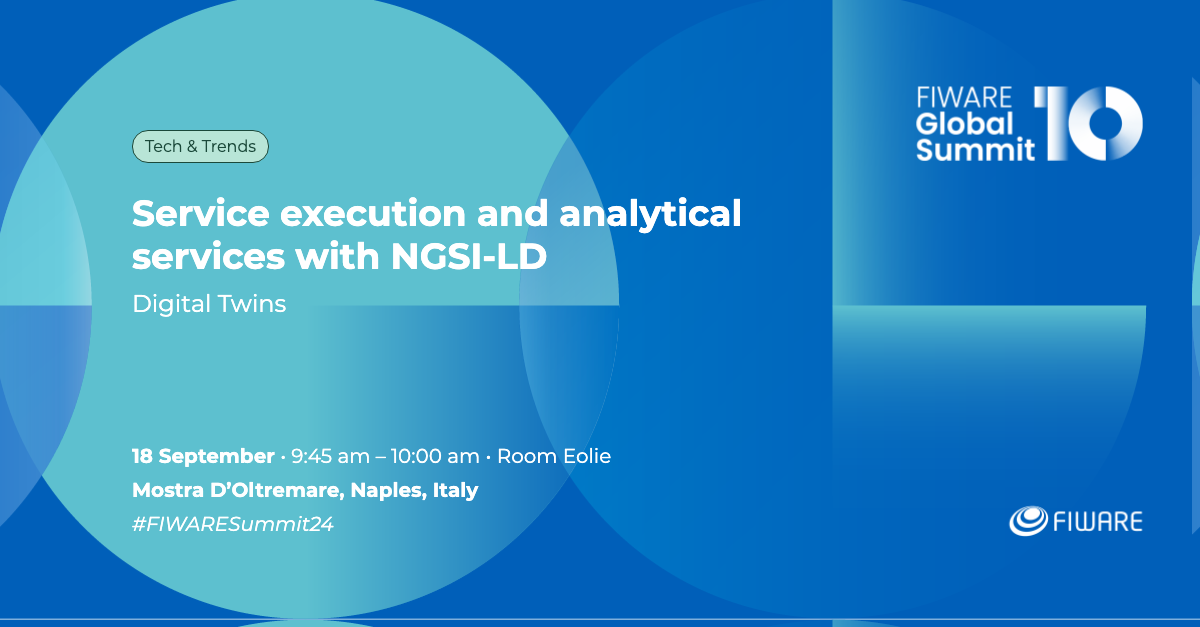 Tech & Trends
Service execution and analytical
services with NGSI-LD
Digital Twins
18 September · 9:45 am – 10:00 am · Room Eolie
Mostra D’Oltremare, Naples, Italy
#FIWARESummit24
FIWARE
Global
Summit 10
FIWARE